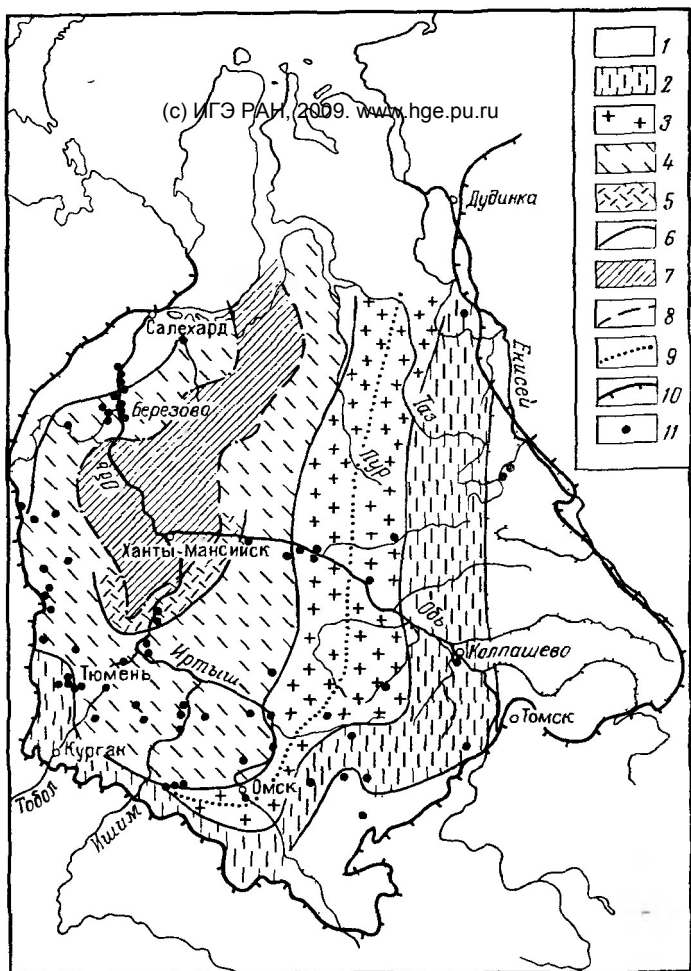 1
2
(с) ИГЭ РАН, 2009. www.hge.pu.ru
3
4
5
6
7
8
9
10
11
Дудинка
Салехард
Енисей
Березово
Таз
Пур
Обь
Ханты-Мансийск
Обь
Колпашево
Иртыш
Тюмень
Томск
Курган
Омск
Тобол
Ишим